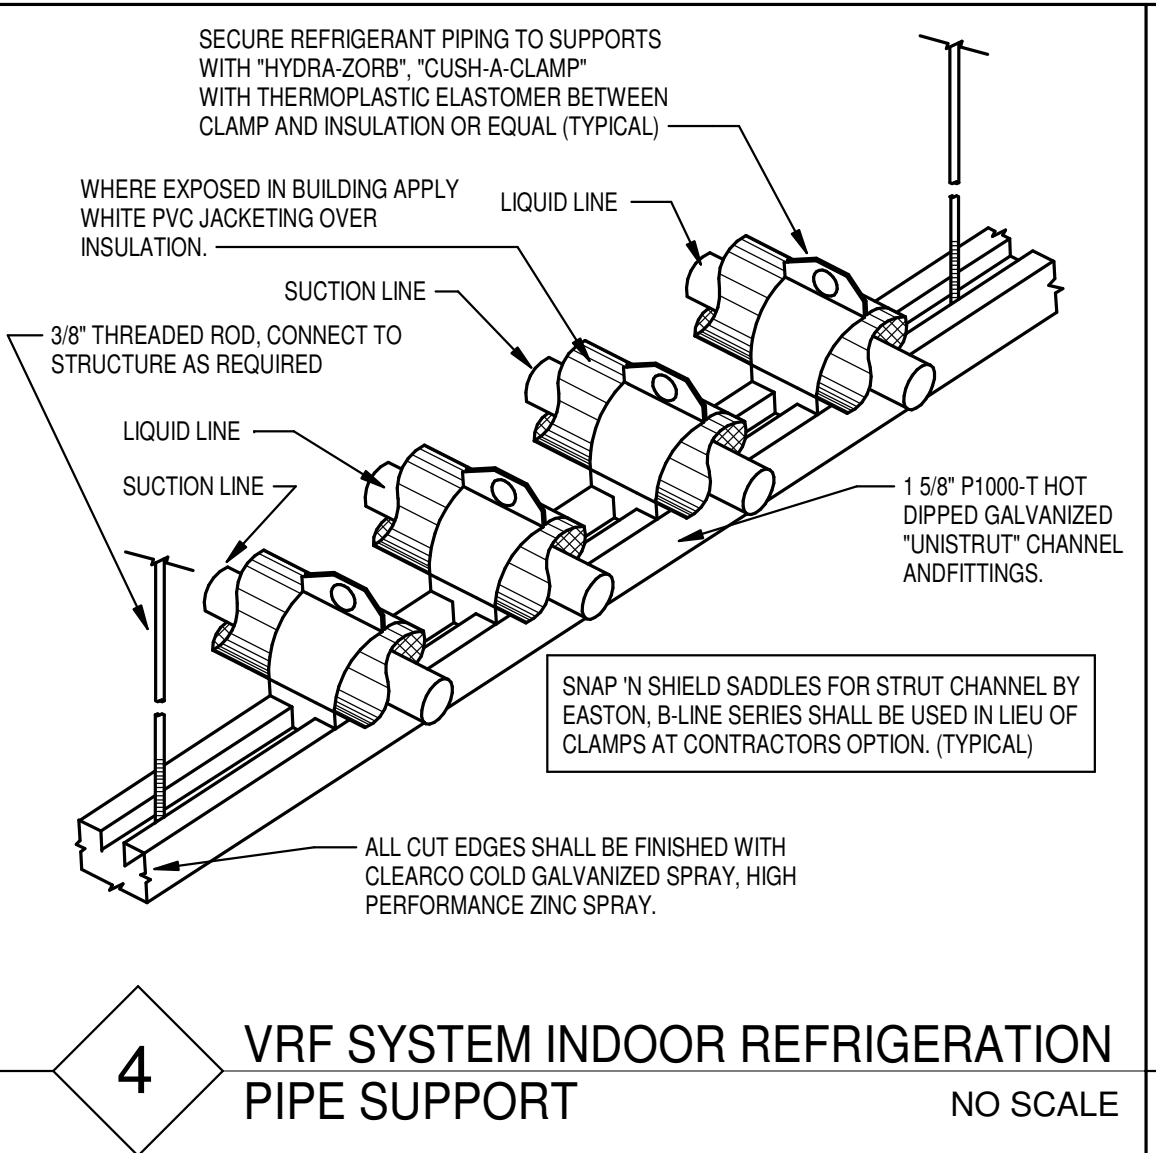 SECURE REFRIGERANT PIPING TO SUPPORTS
WITH "HYDRA-ZORB", "CUSH-A-CLAMP"
WITH THERMOPLASTIC ELASTOMER BETWEEN
CLAMP AND INSULATION OR EQUAL (TYPICAL)
WHERE EXPOSED IN BUILDING APPLY
WHITE PVC JACKETING OVER
INSULATION.
LIQUID LINE
SUCTION LINE
3/8" THREADED ROD, CONNECT TO
STRUCTURE AS REQUIRED
LIQUID LINE
SUCTION LINE
1 5/8" P1000-T HOT
DIPPED GALVANIZED
"UNISTRUT" CHANNEL
ANDFITTINGS.
SNAP 'N SHIELD SADDLES FOR STRUT CHANNEL BY
EASTON, B-LINE SERIES SHALL BE USED IN LIEU OF
CLAMPS AT CONTRACTORS OPTION. (TYPICAL)
ALL CUT EDGES SHALL BE FINISHED WITH
CLEARCO COLD GALVANIZED SPRAY, HIGH
PERFORMANCE ZINC SPRAY.
4
VRF SYSTEM INDOOR REFRIGERATION
PIPE SUPPORT
NO SCALE